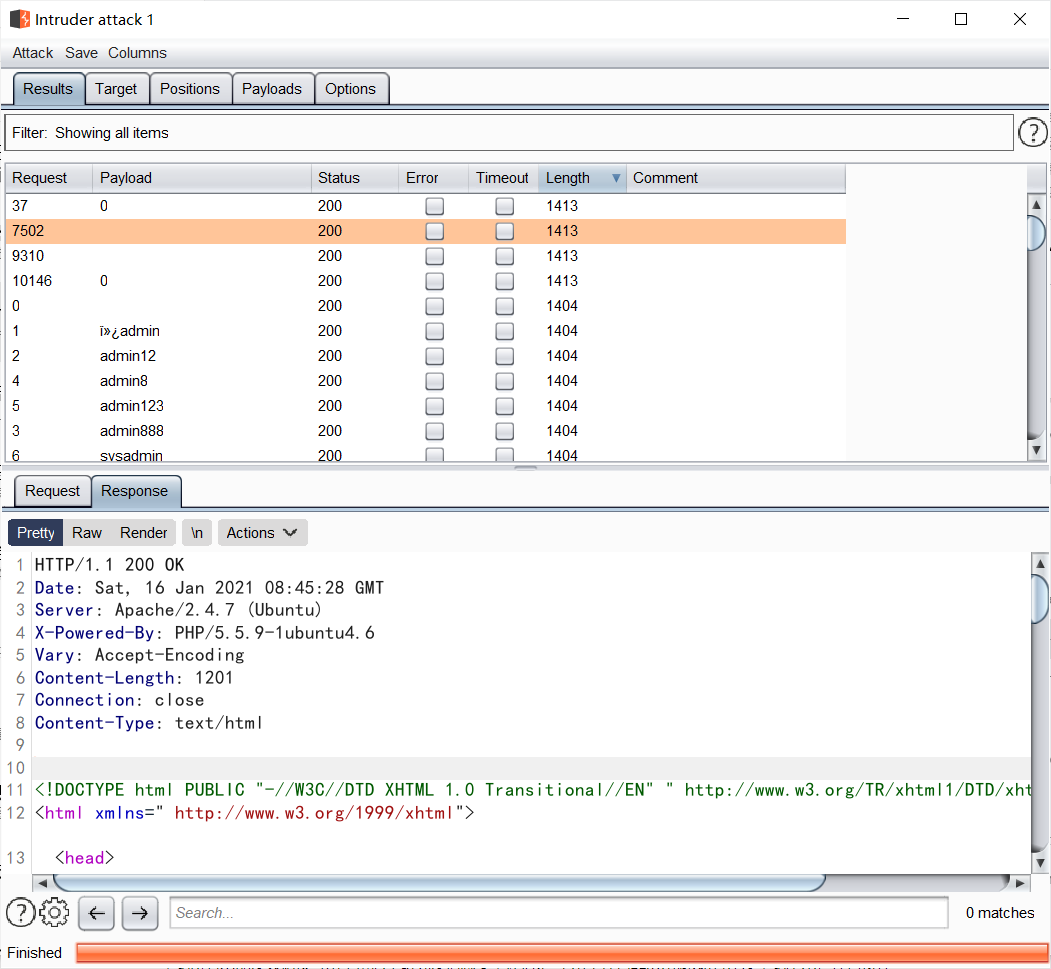 Intruder attack 1
Attack Save Columns
Results Target Positions Payloads Options
Filter: Showing all items
Request Payload Status Error Timeout Length Comment
37 0 200 1413
7502 200 1413
9310 200 1413
10146 0 200 1413
0 200 1404
1 ï»¿admin 200 1404
2 admin12 200 1404
4 admin8 200 1404
5 admin123 200 1404
3 admin888 200 1404
6 sysadmin 200 1404
Request Response
Pretty Raw Render \n Actions
1 HTTP/1.1 200 OK
2 Date: Sat, 16 Jan 2021 08:45:28 GMT
3 Server: Apache/2.4.7 (Ubuntu)
4 X-Powered-By: PHP/5.5.9-1ubuntu4.6
5 Vary: Accept-Encoding
6 Content-Length: 1201
7 Connection: close
8 Content-Type: text/html
9
10
11 <!DOCTYPE html PUBLIC "-//W3C//DTD XHTML 1.0 Transitional//EN" " http://www.w3.org/TR/xhtml1/DTD/xht
12 <html xmlns=" http://www.w3.org/1999/xhtml">
13 <head>
Search...
0 matches
Finished